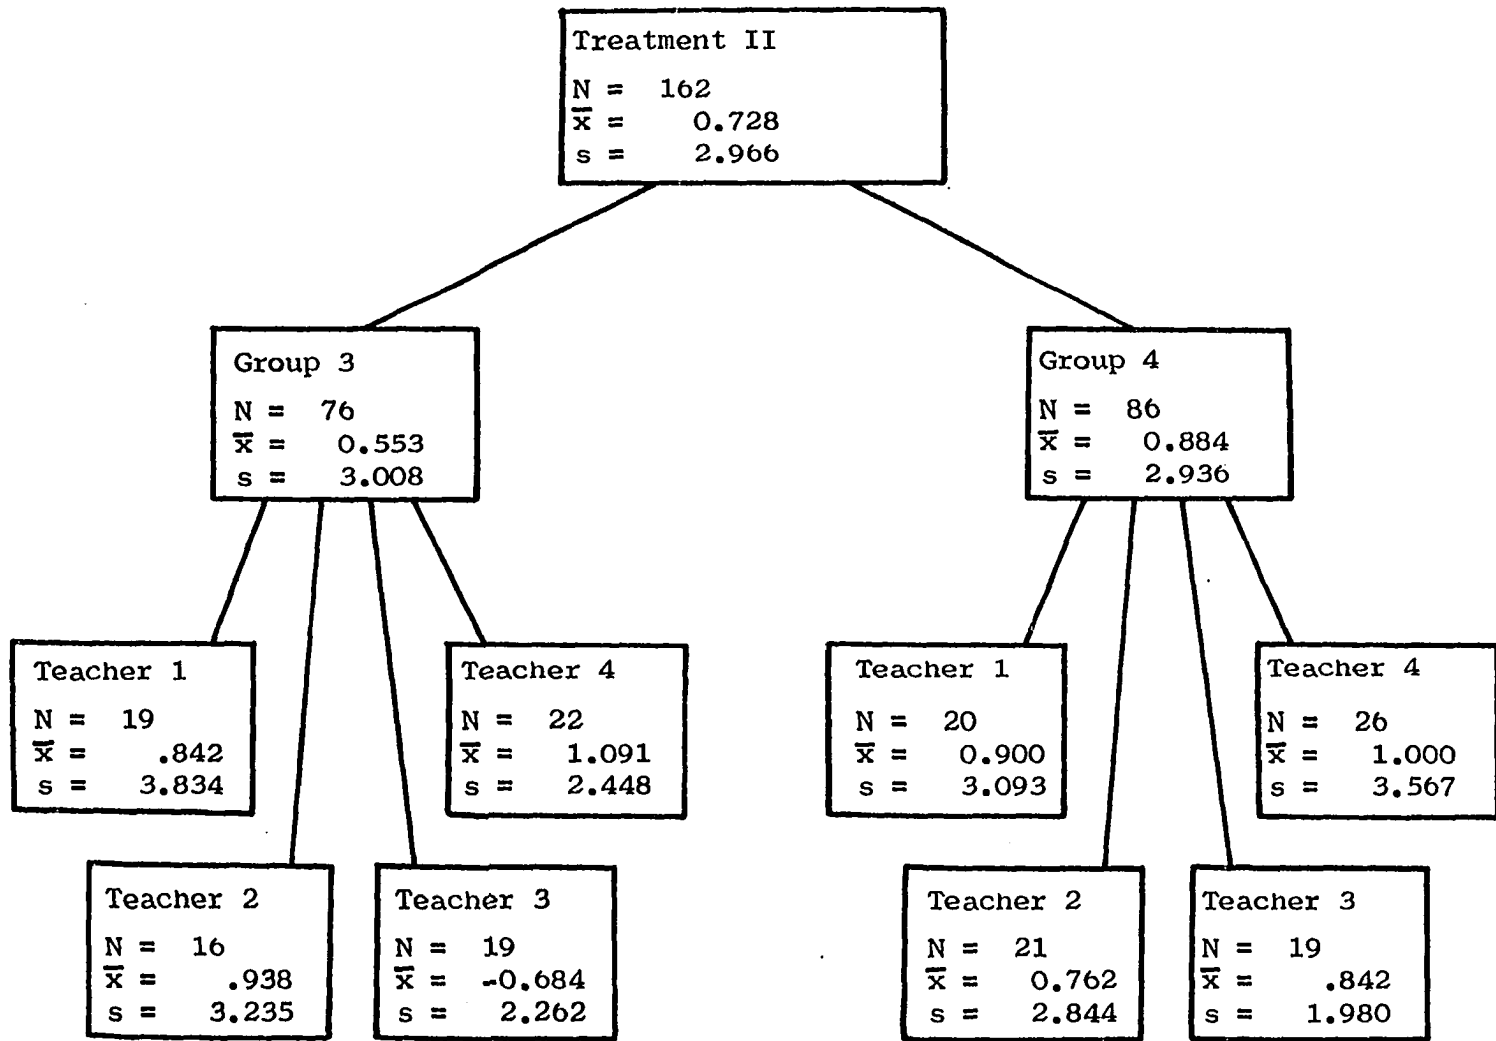 Treatment II
N = 162
x̄ = 0.728
s = 2.966
Group 3
N = 76
x̄ = 0.553
s = 3.008
Group 4
N = 86
x̄ = 0.884
s = 2.936
Teacher 1
N = 19
x̄ = .842
s = 3.834
Teacher 4
N = 22
x̄ = 1.091
s = 2.448
Teacher 1
N = 20
x̄ = 0.900
s = 3.093
Teacher 4
N = 26
x̄ = 1.000
s = 3.567
Teacher 2
N = 16
x̄ = .938
s = 3.235
Teacher 3
N = 19
x̄ = -0.684
s = 2.262
Teacher 2
N = 21
x̄ = 0.762
s = 2.844
Teacher 3
N = 19
x̄ = .842
s = 1.980